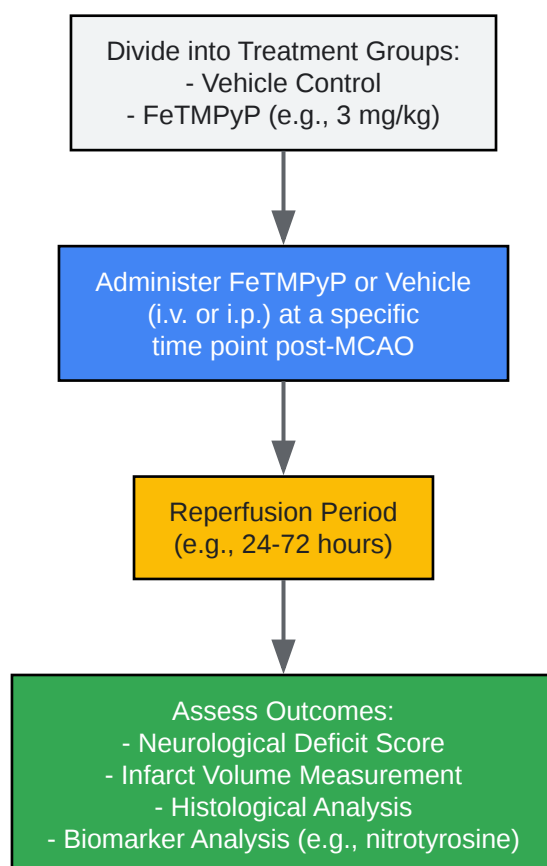 Divide into Treatment Groups:
- Vehicle Control
- FeTMPyP (e.g., 3 mg/kg)
Administer FeTMPyP or Vehicle
(i.v. or i.p.) at a specific
time point post-MCAO
Reperfusion Period
(e.g., 24-72 hours)
Assess Outcomes:
- Neurological Deficit Score
- Infarct Volume Measurement
- Histological Analysis
- Biomarker Analysis (e.g., nitrotyrosine)